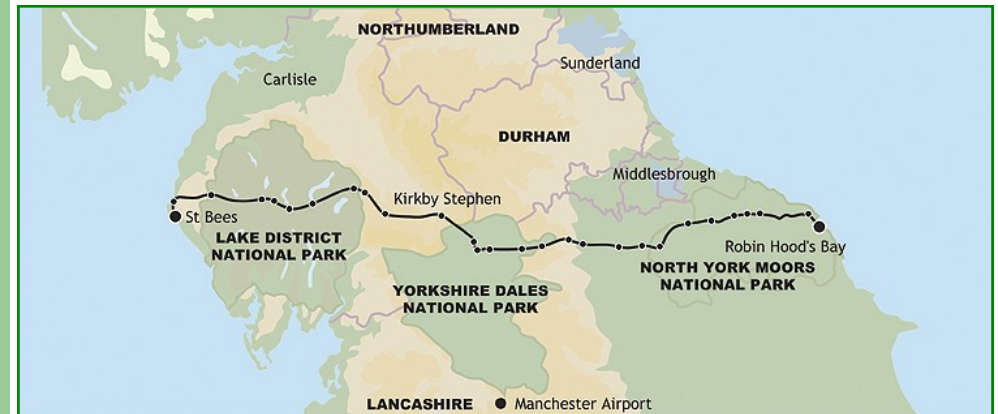 NORTHUMBERLAND
Sunderland
Carlisle
DURHAM
Middlesbrough
Kirkby Stephen
St Bees
LAKE DISTRICT
NATIONAL PARK
Robin Hood's Bay
NORTH YORK MOORS
NATIONAL PARK
YORKSHIRE DALES
NATIONAL PARK
LANCASHIRE
Manchester Airport